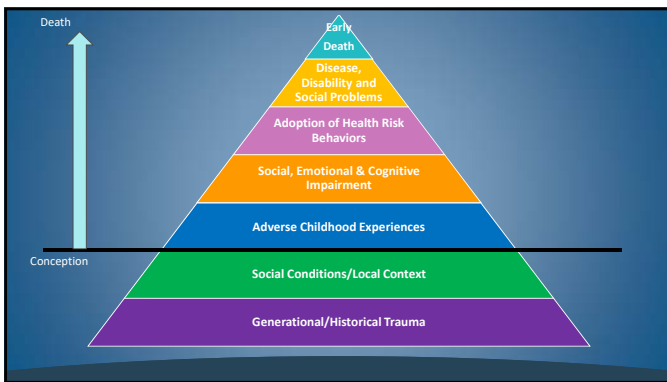 Death
Early
Death
Disease,
Disability and
Social Problems
Adoption of Health Risk
Behaviors
Social, Emotional & Cognitive
Impairment
Adverse Childhood Experiences
Conception
Social Conditions/Local Context
Generational/Historical Trauma